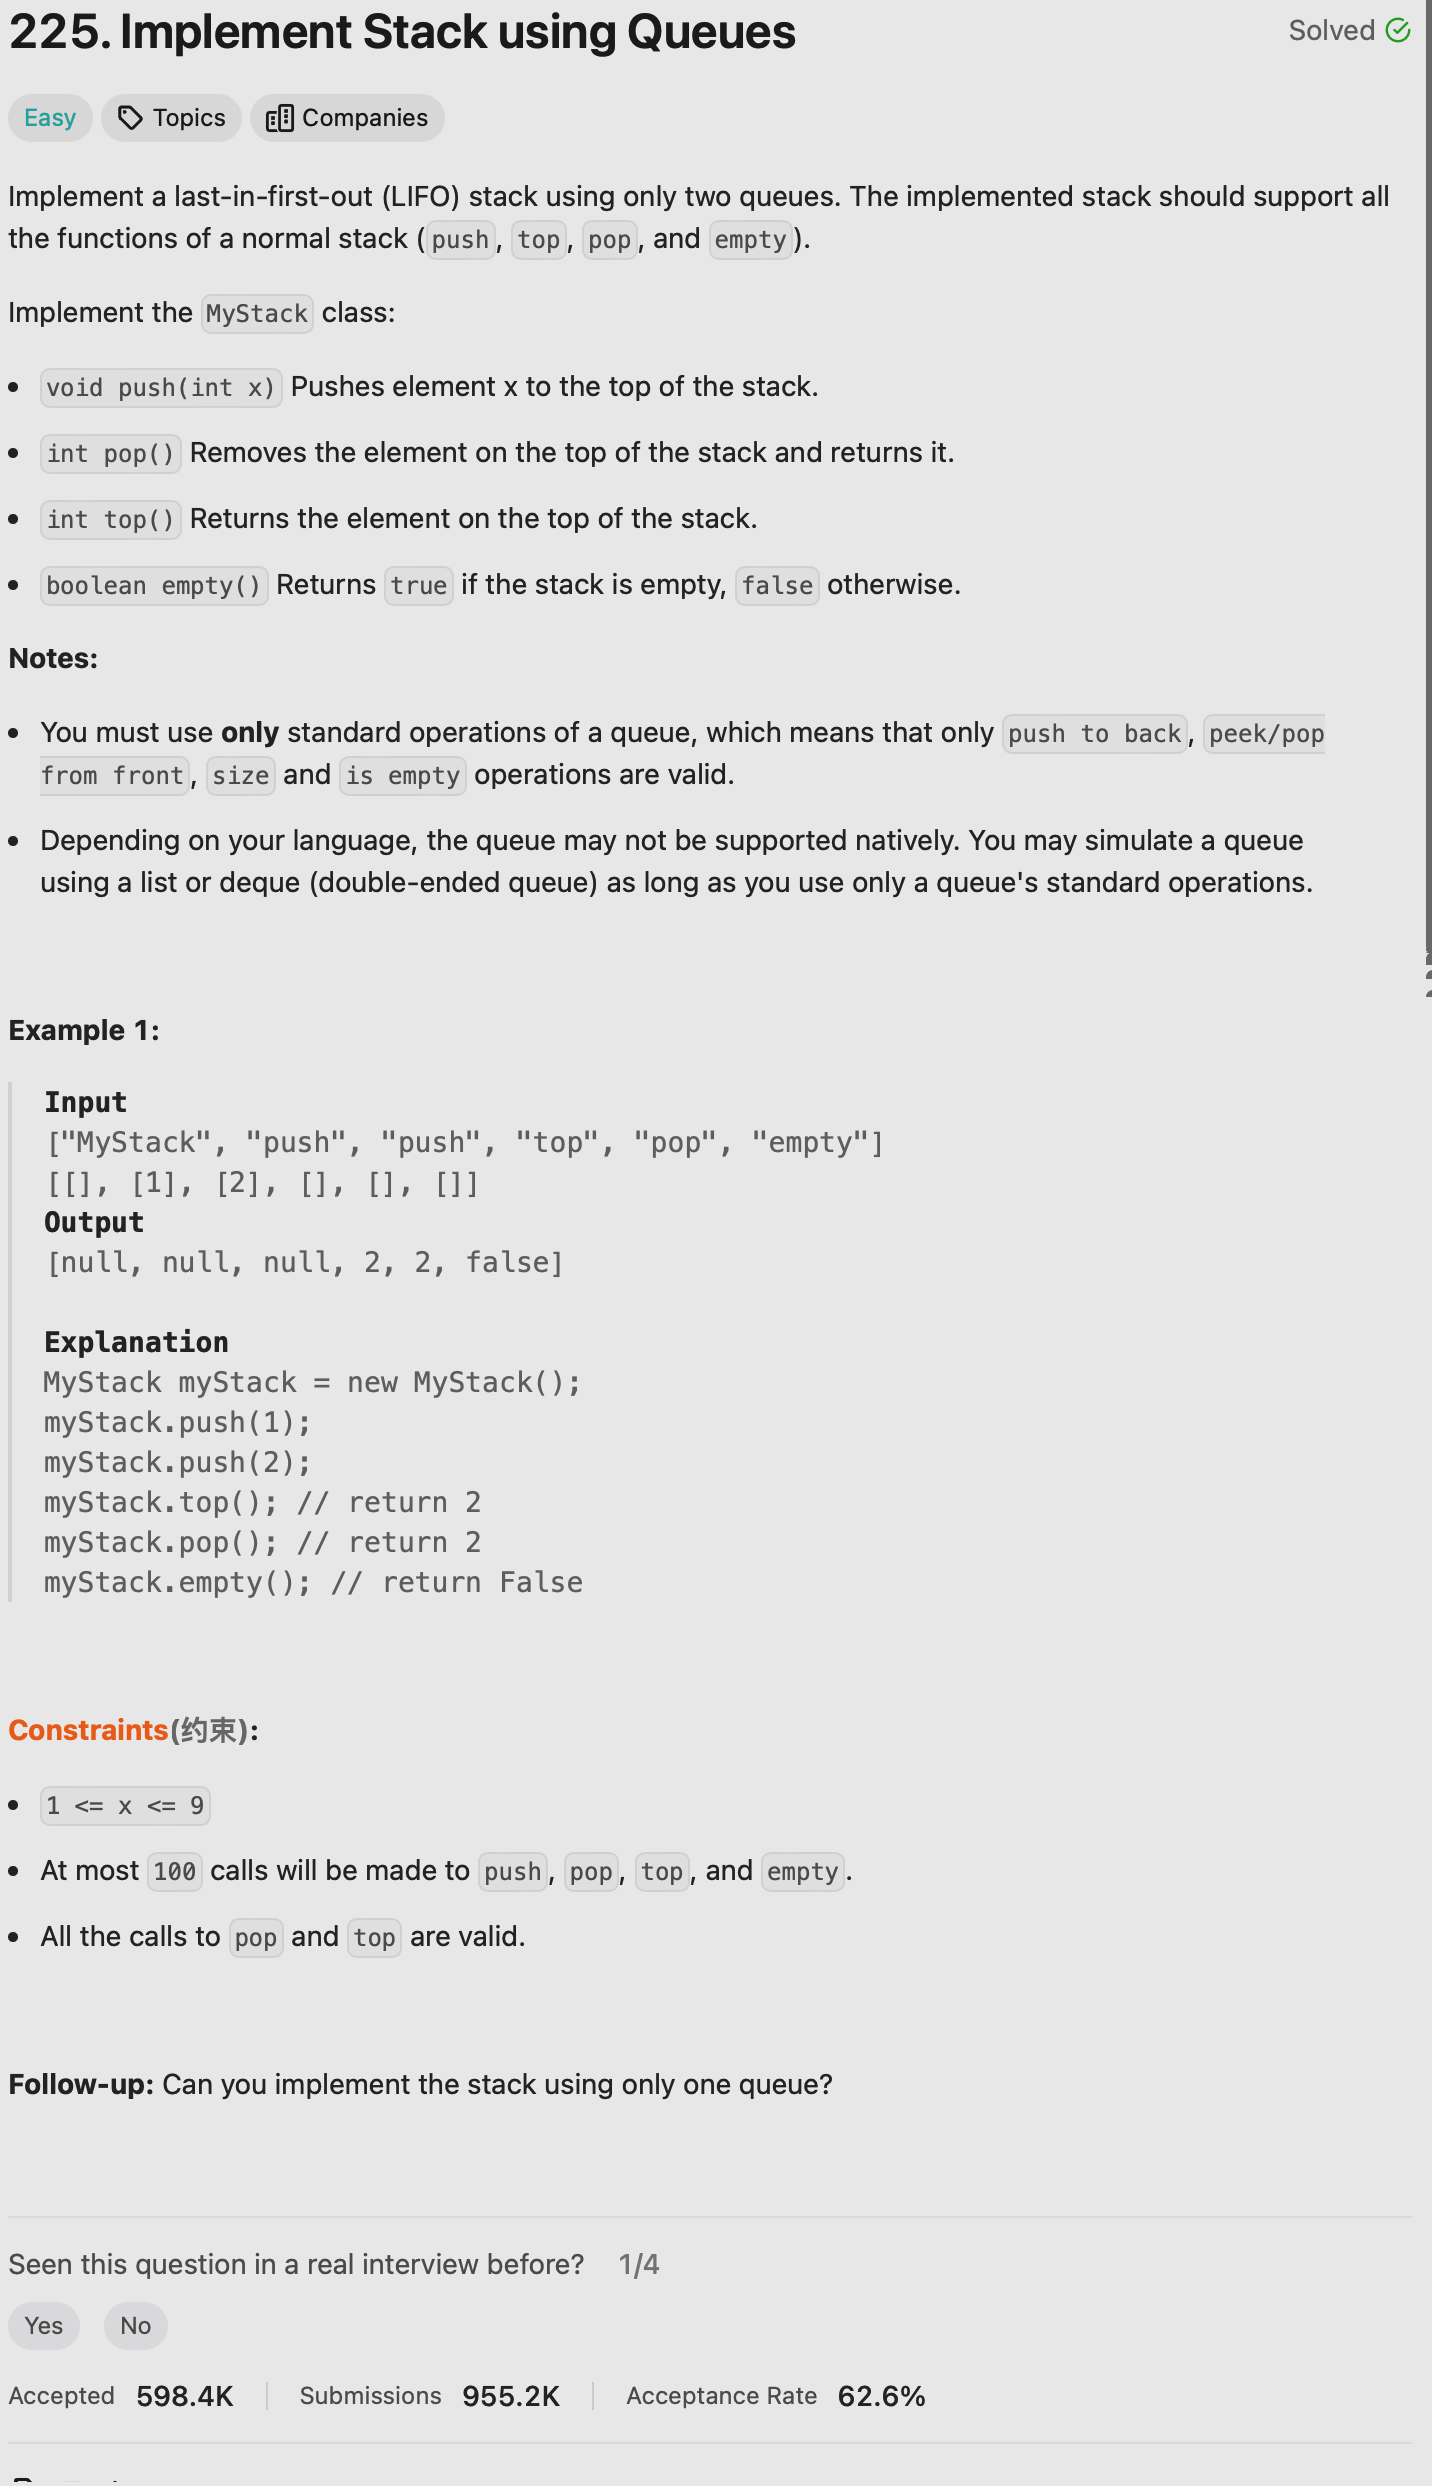 225. Implement Stack using Queues
Solved
Easy Topics Companies
Implement a last-in-first-out (LIFO) stack using only two queues. The implemented stack should support all
the functions of a normal stack (push, top, pop, and empty).
Implement the MyStack class:
void push(int x) Pushes element x to the top of the stack.
int pop() Removes the element on the top of the stack and returns it.
int top() Returns the element on the top of the stack.
boolean empty() Returns true if the stack is empty, false otherwise.
Notes:
You must use only standard operations of a queue, which means that only push to back, peek/pop
from front, size and is empty operations are valid.
Depending on your language, the queue may not be supported natively. You may simulate a queue
using a list or deque (double-ended queue) as long as you use only a queue's standard operations.
Example 1:
Input
["MyStack", "push", "push", "top", "pop", "empty"]
[[], [1], [2], [], [], []]
Output
[null, null, null, 2, 2, false]
Explanation
MyStack myStack = new MyStack();
myStack.push(1);
myStack.push(2);
myStack.top(); // return 2
myStack.pop(); // return 2
myStack.empty(); // return False
Constraints(约束):
1 <= x <= 9
At most 100 calls will be made to push, pop, top, and empty.
All the calls to pop and top are valid.
Follow-up: Can you implement the stack using only one queue?
Seen this question in a real interview before? 1/4
Yes No
Accepted 598.4K Submissions 955.2K Acceptance Rate 62.6%